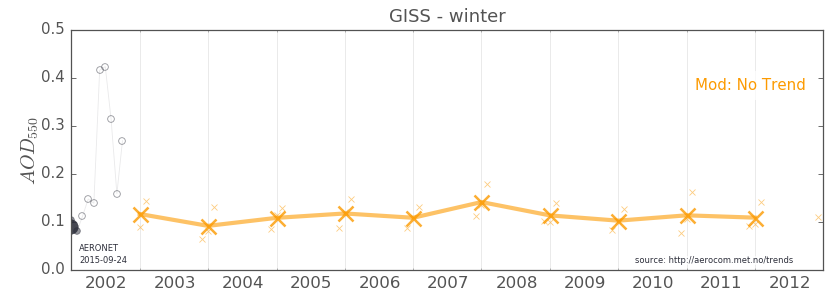 GISS - winter
0.5
0.4
0.3
0.2
0.1
0.0
AOD550
Mod: No Trend
AERONET
2015-09-24
source: http://aerocom.met.no/trends
2002 2003 2004 2005 2006 2007 2008 2009 2010 2011 2012